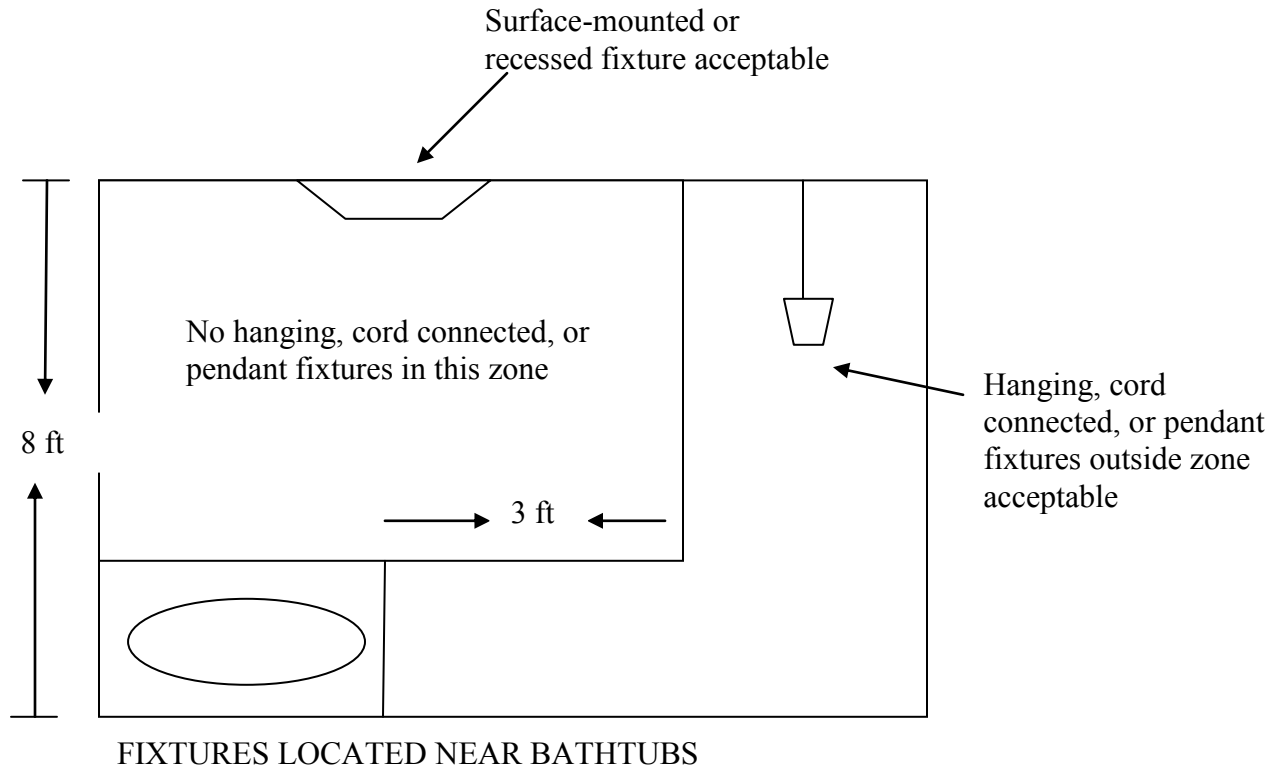 Surface-mounted or
recessed fixture acceptable
No hanging, cord connected, or
pendant fixtures in this zone
8 ft
3 ft
Hanging, cord
connected, or pendant
fixtures outside zone
acceptable
FIXTURES LOCATED NEAR BATHTUBS